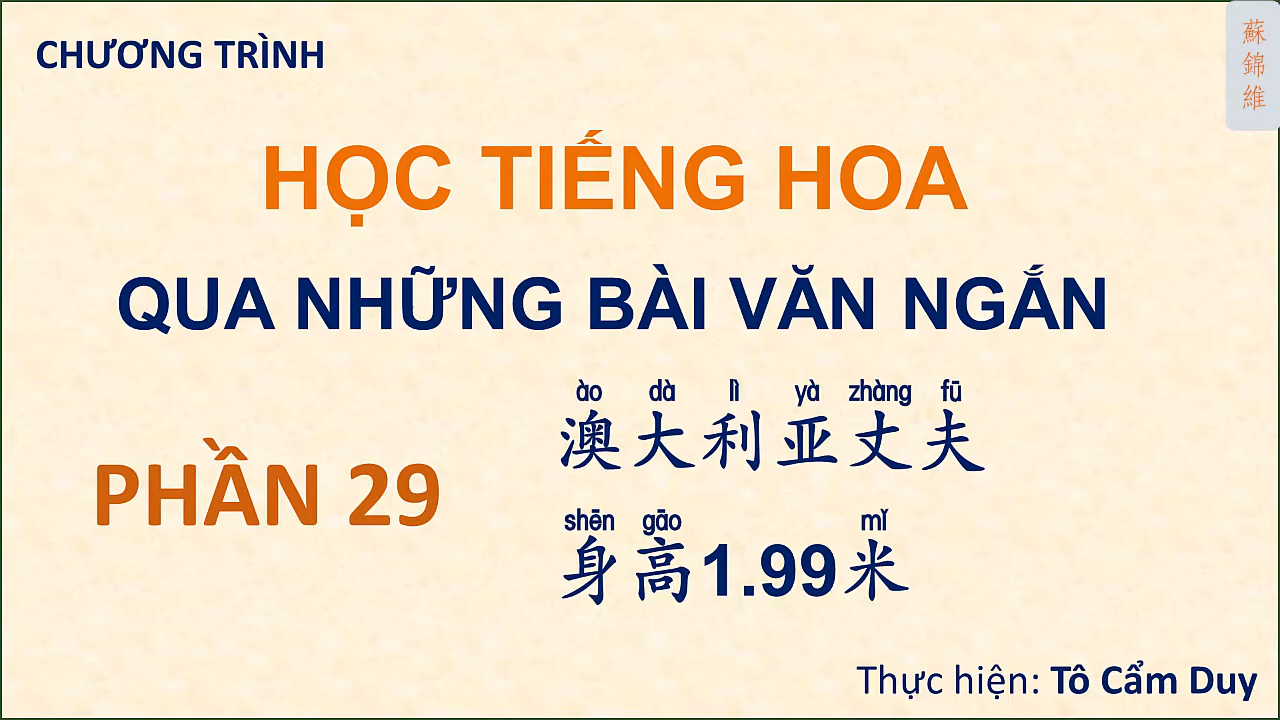 CHƯƠNG TRÌNH
蘇錦維
HỌC TIẾNG HOA
QUA NHỮNG BÀI VĂN NGẮN
PHẦN 29
ào dà lì yà zhàng fū
澳大利亚丈夫
shēn gāo mǐ
身高1.99米
Thực hiện: Tô Cẩm Duy